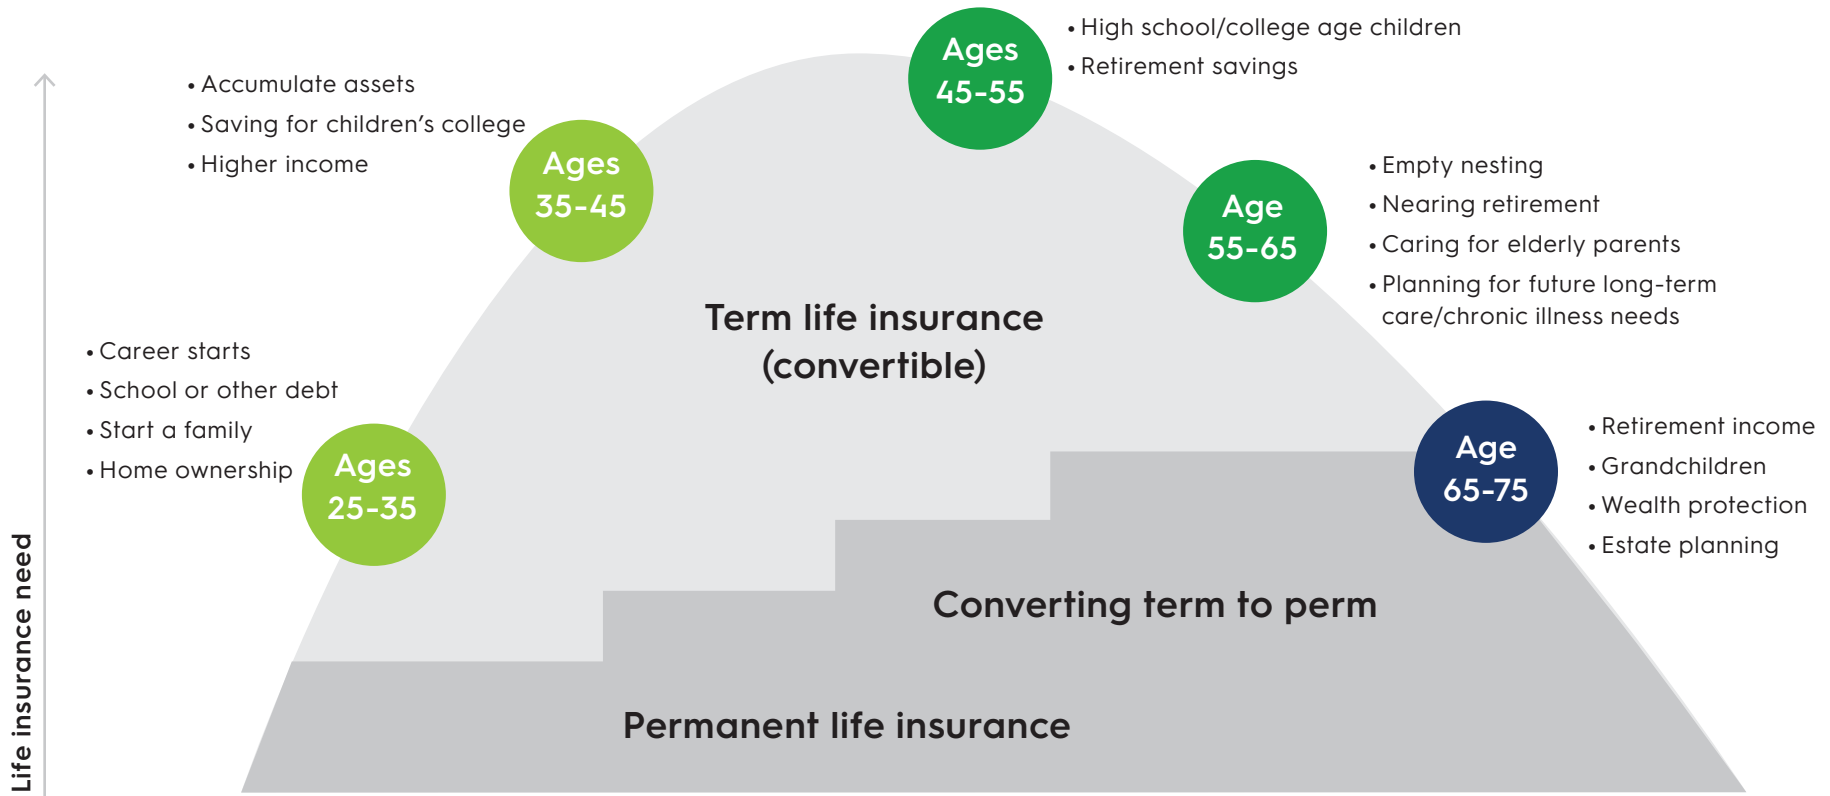 Life insurance need
• Career starts
• School or other debt
• Start a family
• Home ownership
Ages
25-35
• Accumulate assets
• Saving for children’s college
• Higher income
Ages
35-45
Ages
45-55
• High school/college age children
• Retirement savings
Age
55-65
• Empty nesting
• Nearing retirement
• Caring for elderly parents
• Planning for future long-term
care/chronic illness needs
Age
65-75
• Retirement income
• Grandchildren
• Wealth protection
• Estate planning
Term life insurance
(convertible)
Converting term to perm
Permanent life insurance